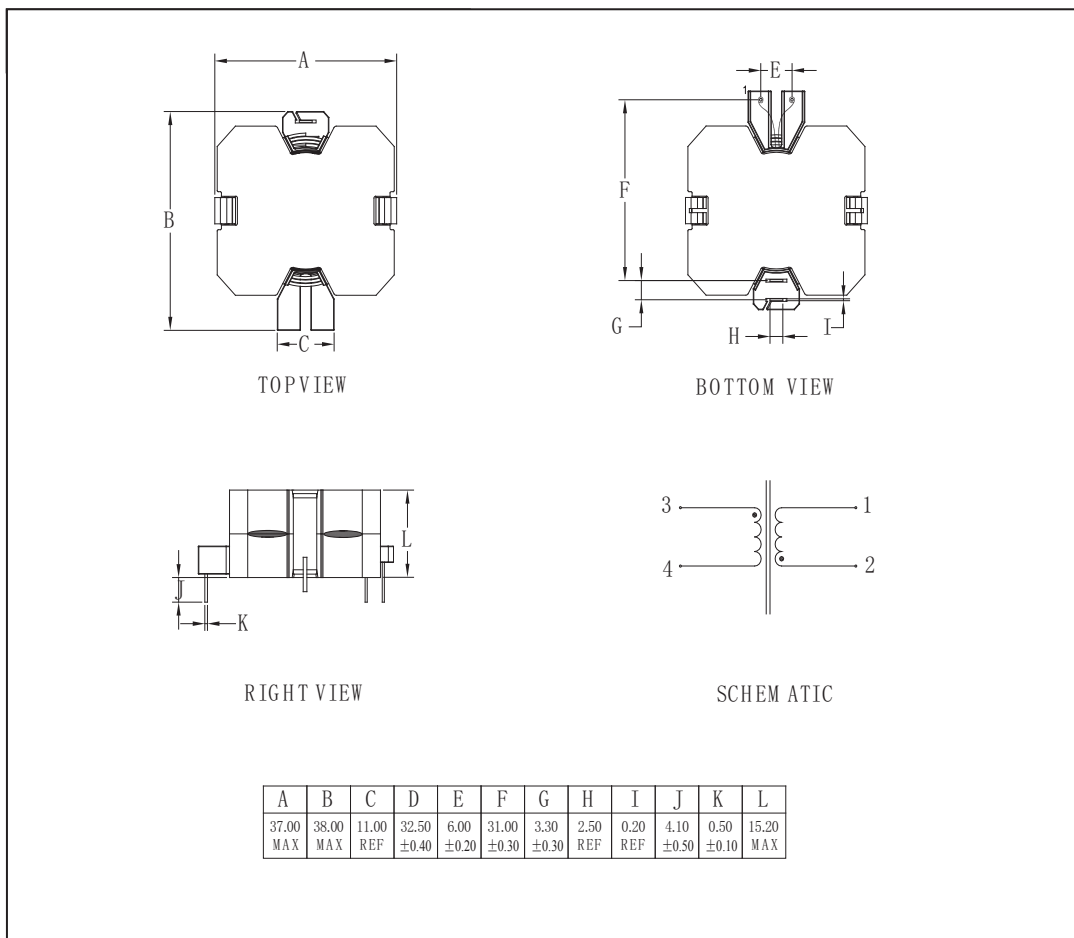 A
B
C
TOPVIEW
1
E
F
G
H
I
BOTTOM VIEW
L
J
K
RIGHT VIEW
3
1
4
2
SCHEMATIC
A B C D E F G H I J K L
37.00 38.00 11.00 32.50 6.00 31.00 3.30 2.50 0.20 4.10 0.50 15.20
MAX MAX REF ±0.40 ±0.20 ±0.30 ±0.30 REF REF ±0.50 ±0.10 MAX